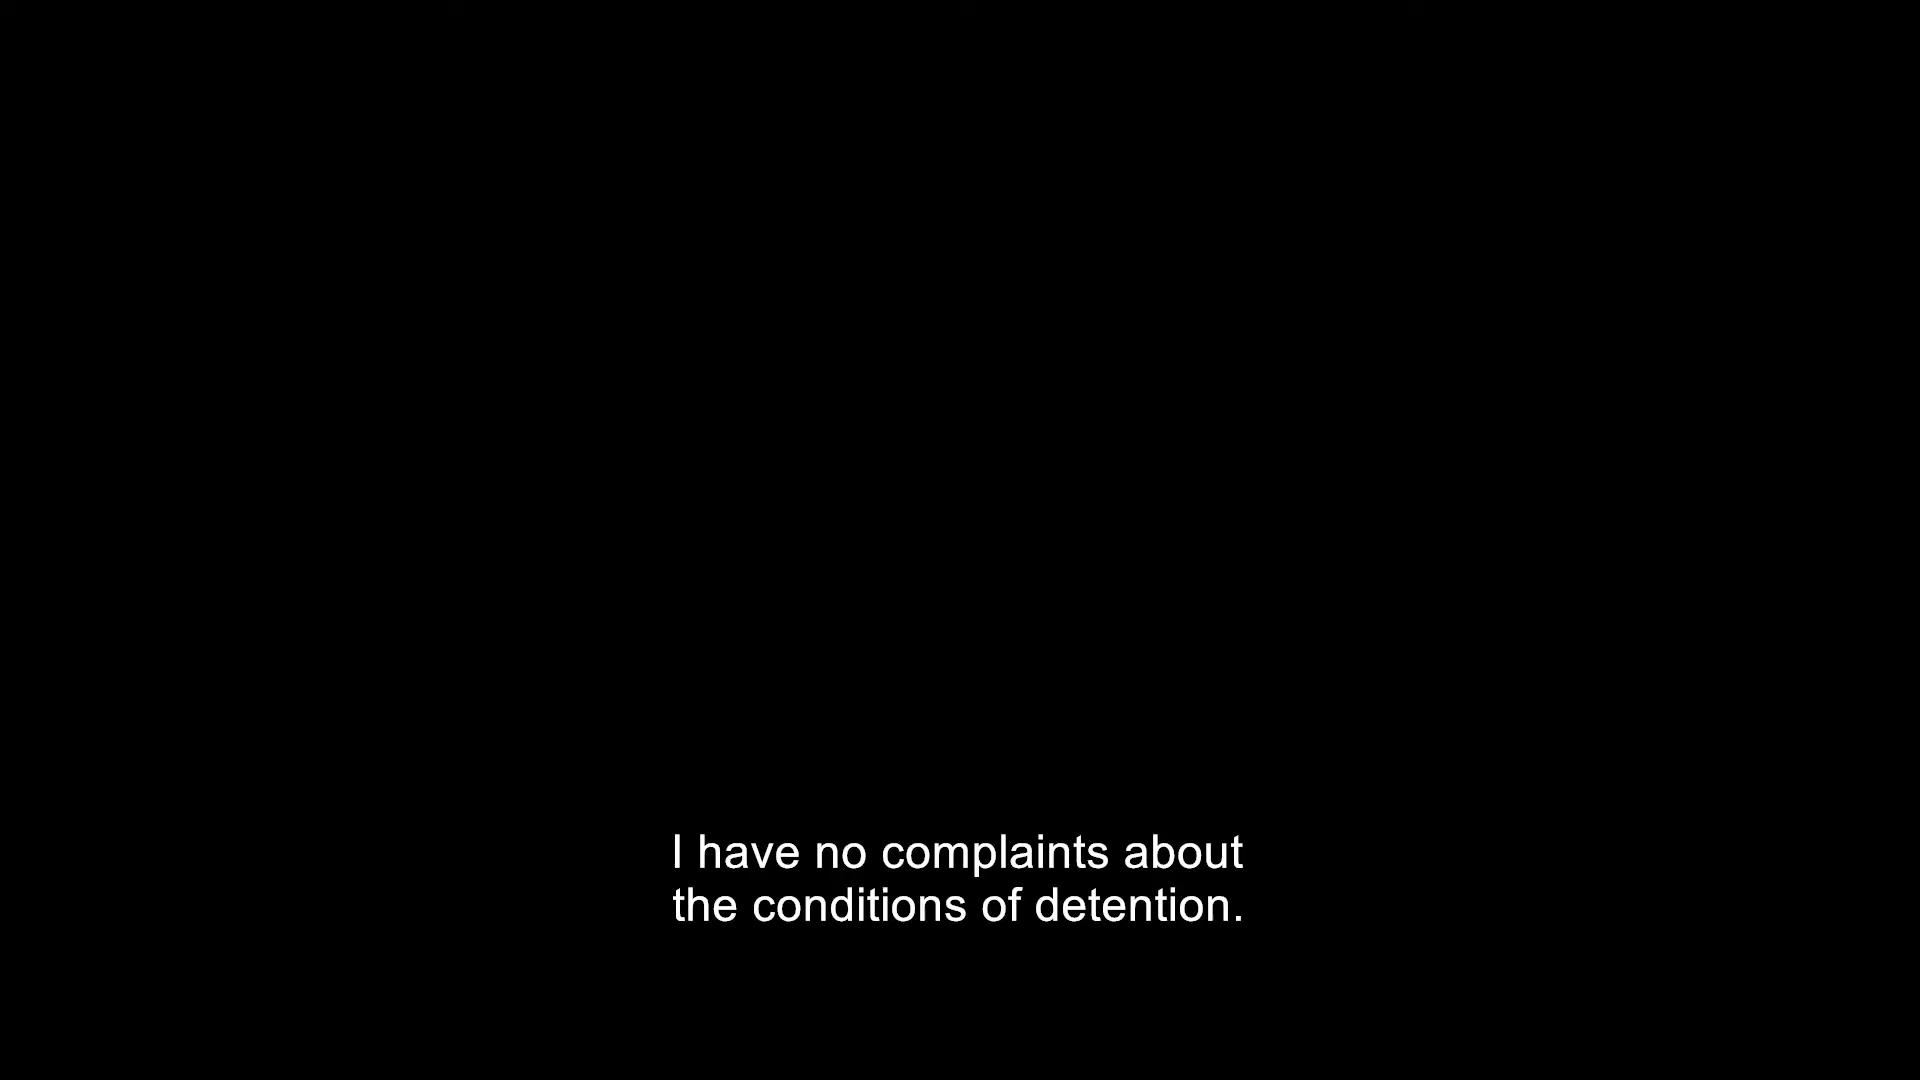 I have no complaints about
the conditions of detention.